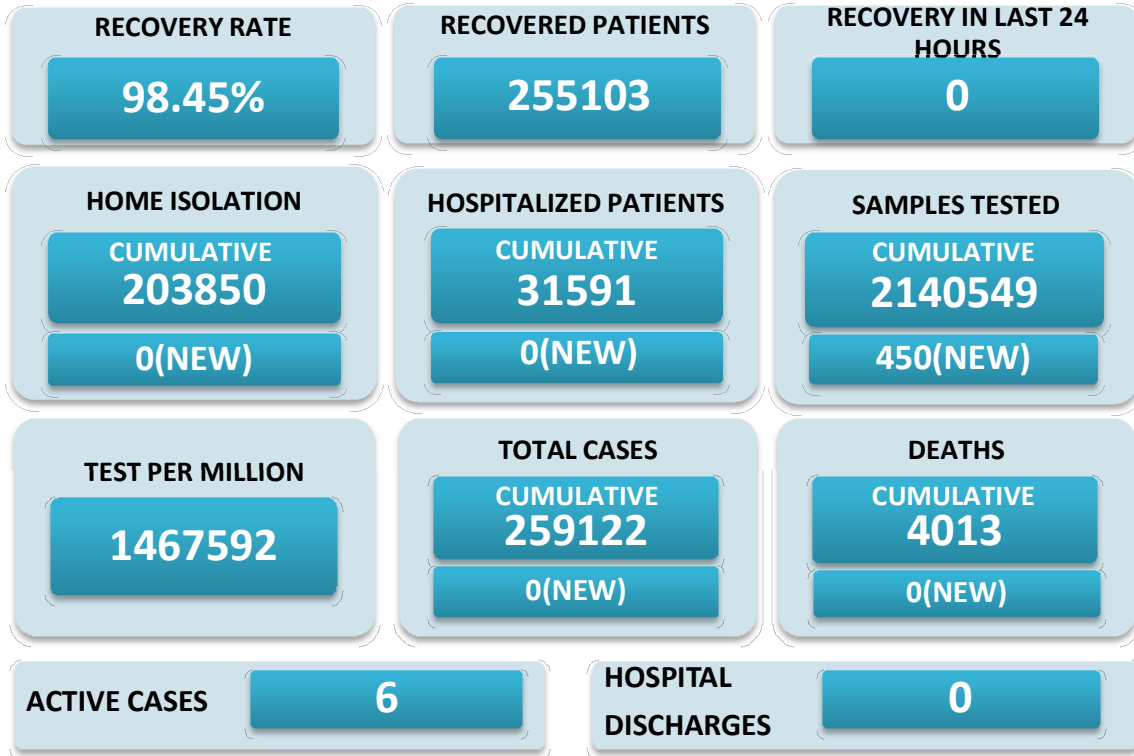 RECOVERY RATE
98.45%
RECOVERED PATIENTS
255103
RECOVERY IN LAST 24
HOURS
0
HOME ISOLATION
CUMULATIVE
203850
0(NEW)
HOSPITALIZED PATIENTS
CUMULATIVE
31591
0(NEW)
SAMPLES TESTED
CUMULATIVE
2140549
450(NEW)
TEST PER MILLION
1467592
TOTAL CASES
CUMULATIVE
259122
0(NEW)
DEATHS
CUMULATIVE
4013
0(NEW)
ACTIVE CASES
6
HOSPITAL
DISCHARGES
0